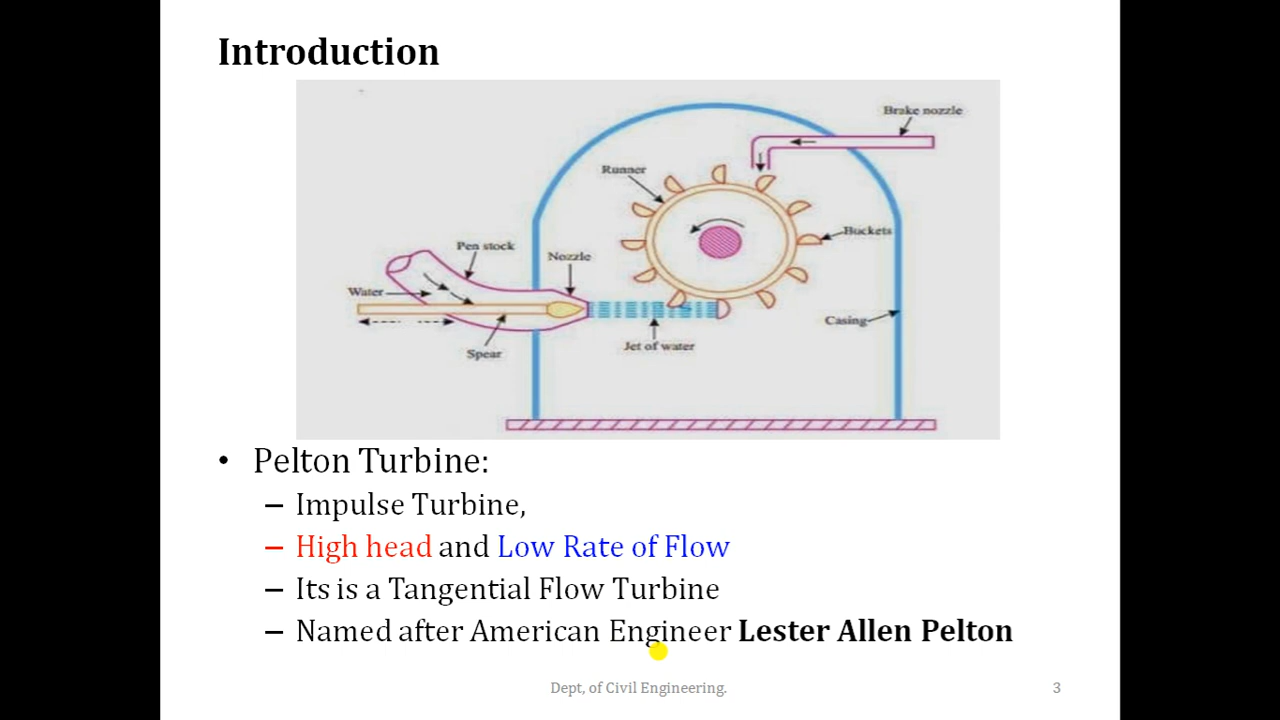 Introduction
Brake nozzle
Runner
Buckets
Pen stock
Nozzle
Water
Casing
Spear
Jet of water
• Pelton Turbine:
– Impulse Turbine,
– High head and Low Rate of Flow
– Its is a Tangential Flow Turbine
– Named after American Engineer Lester Allen Pelton
Dept, of Civil Engineering.
3